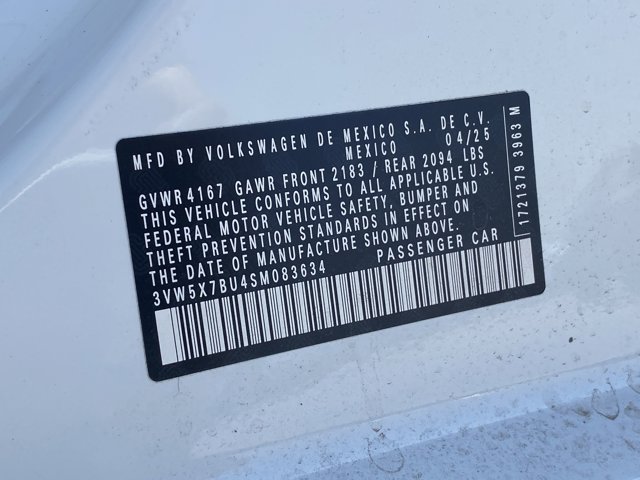 MFD BY VOLKSWAGEN DE MEXICO S.A. DE C.V.
MEXICO 04/25
GVWR 4167 GAWR FRONT 2183 / REAR 2094 LBS
THIS VEHICLE CONFORMS TO ALL APPLICABLE U.S.
FEDERAL MOTOR VEHICLE SAFETY, BUMPER AND
THEFT PREVENTION STANDARDS IN EFFECT ON
THE DATE OF MANUFACTURE SHOWN ABOVE.
3VW5X7BU4SM083634 PASSENGER CAR
1721379 3963 M